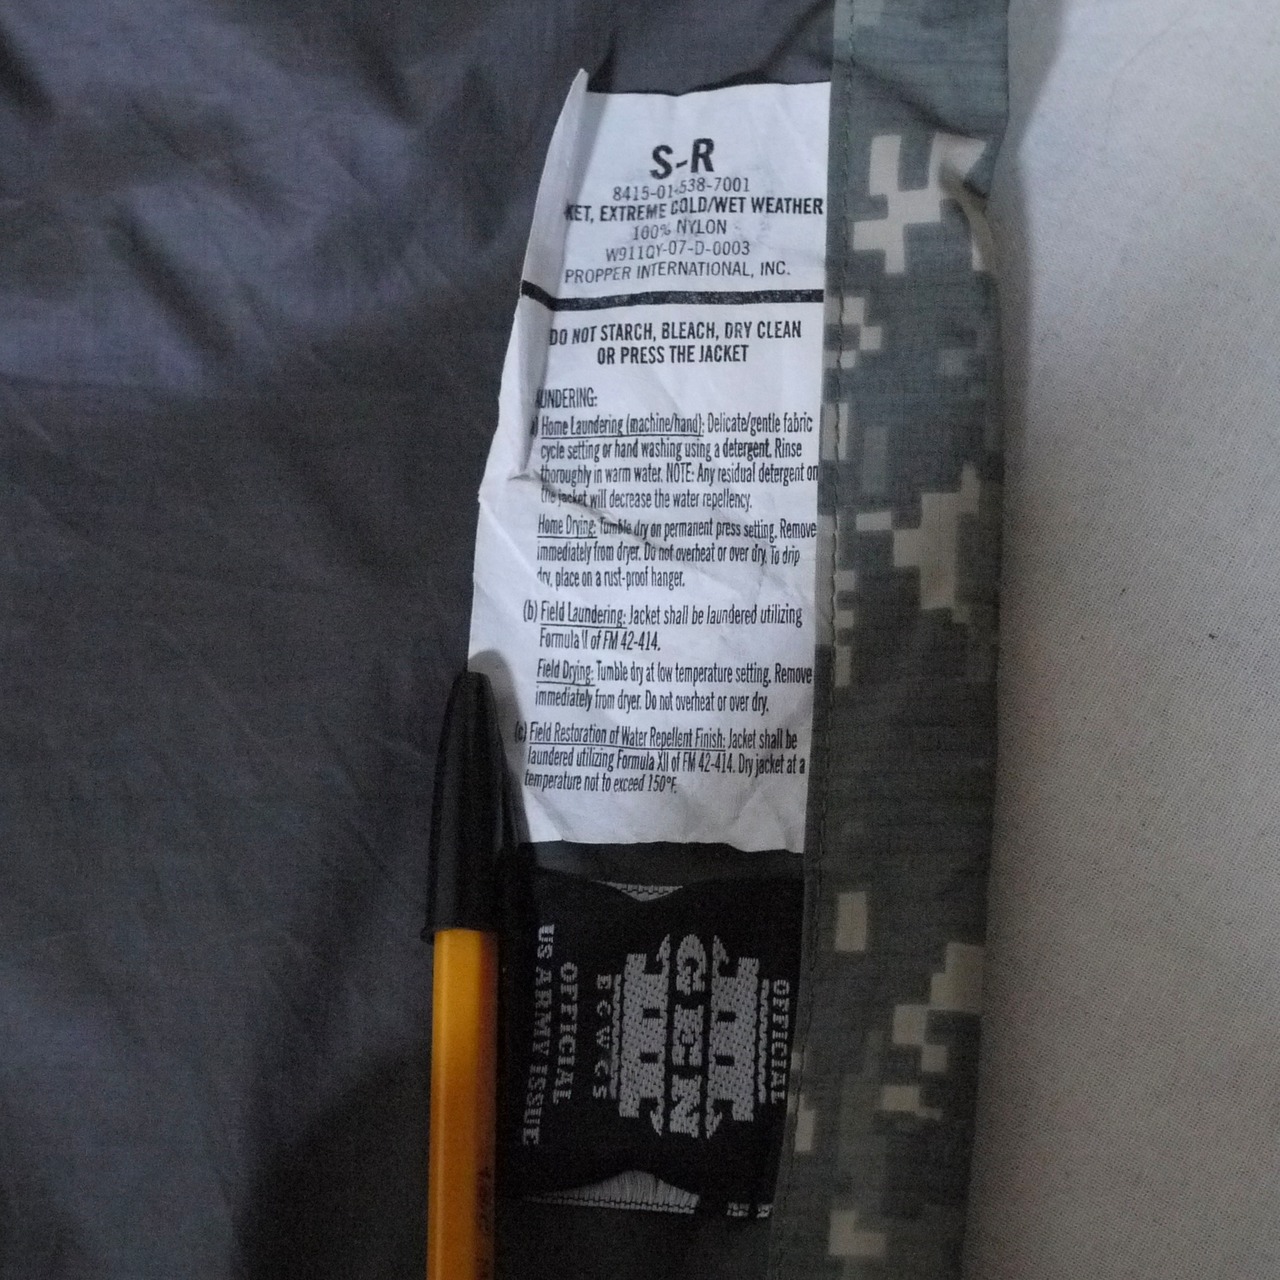 S-R
8415-01-538-7001
KET, EXTREME COLD/WET WEATHER
100% NYLON
W911QY-07-D-0003
PROPPER INTERNATIONAL, INC.
DO NOT STARCH, BLEACH, DRY CLEAN
OR PRESS THE JACKET
UNDERING:
a) Home Laundering (machine/hand): Delicate/gentle fabric
cycle setting or hand washing using a detergent. Rinse
thoroughly in warm water. NOTE: Any residual detergent on
the jacket will decrease the water repellency.
Home Drying: Tumble dry on permanent press setting. Remove
immediately from dryer. Do not overheat or over dry. To drip
dry, place on a rust-proof hanger.
(b) Field Laundering: Jacket shall be laundered utilizing
Formula II of FM 42-414.
Field Drying: Tumble dry at low temperature setting. Remove
immediately from dryer. Do not overheat or over dry.
(c) Field Restoration of Water Repellent Finish: Jacket shall be
laundered utilizing Formula XII of FM 42-414. Dry jacket at a
temperature not to exceed 150°F.
OFFICIAL
GEN
III
ECWCS
OFFICIAL
US ARMY ISSUE